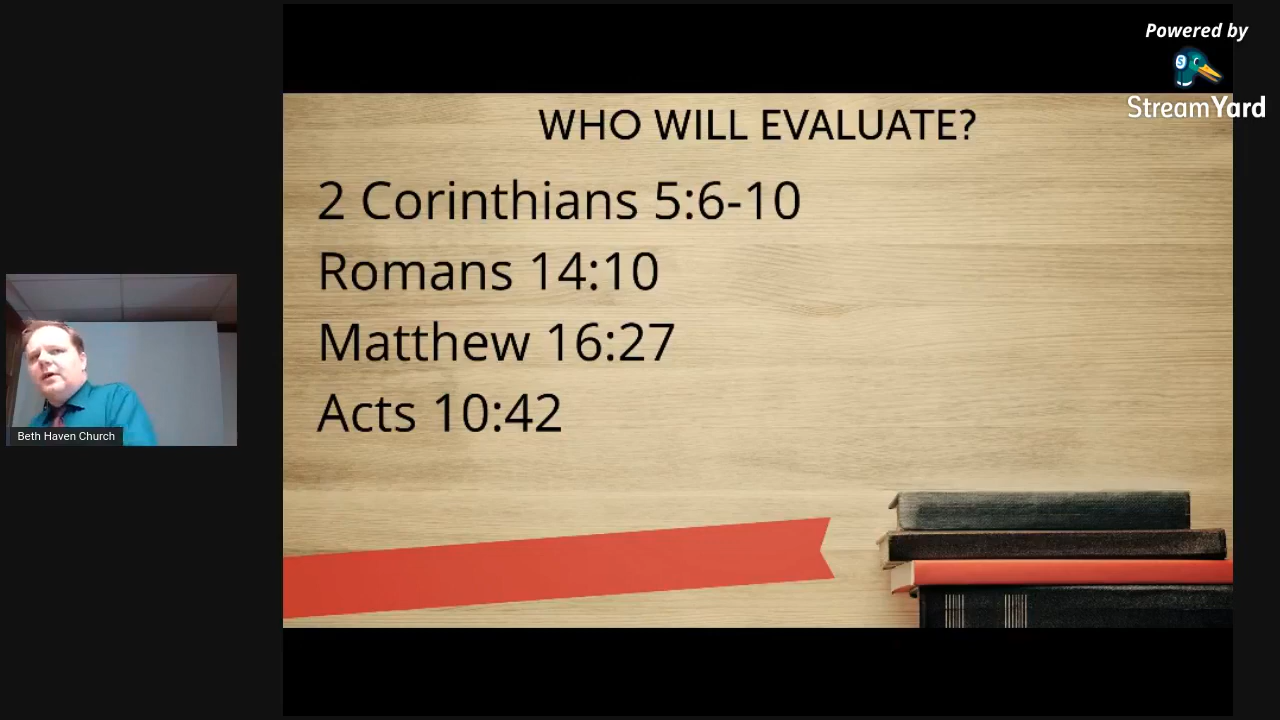 Powered by
StreamYard
WHO WILL EVALUATE?
2 Corinthians 5:6-10
Romans 14:10
Matthew 16:27
Acts 10:42
Beth Haven Church